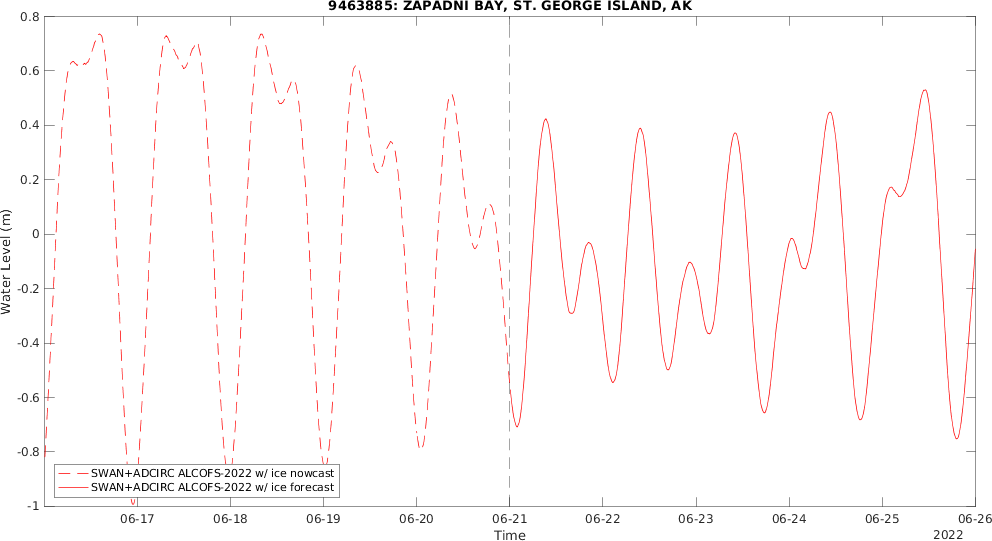 9463885: ZAPADNI BAY, ST. GEORGE ISLAND, AK
0.8
0.6
0.4
0.2
0
-0.2
-0.4
-0.6
-0.8
-1
Water Level (m)
SWAN+ADCIRC ALCOFS-2022 w/ ice nowcast
SWAN+ADCIRC ALCOFS-2022 w/ ice forecast
06-17 06-18 06-19 06-20 06-21 06-22 06-23 06-24 06-25 06-26
Time
2022